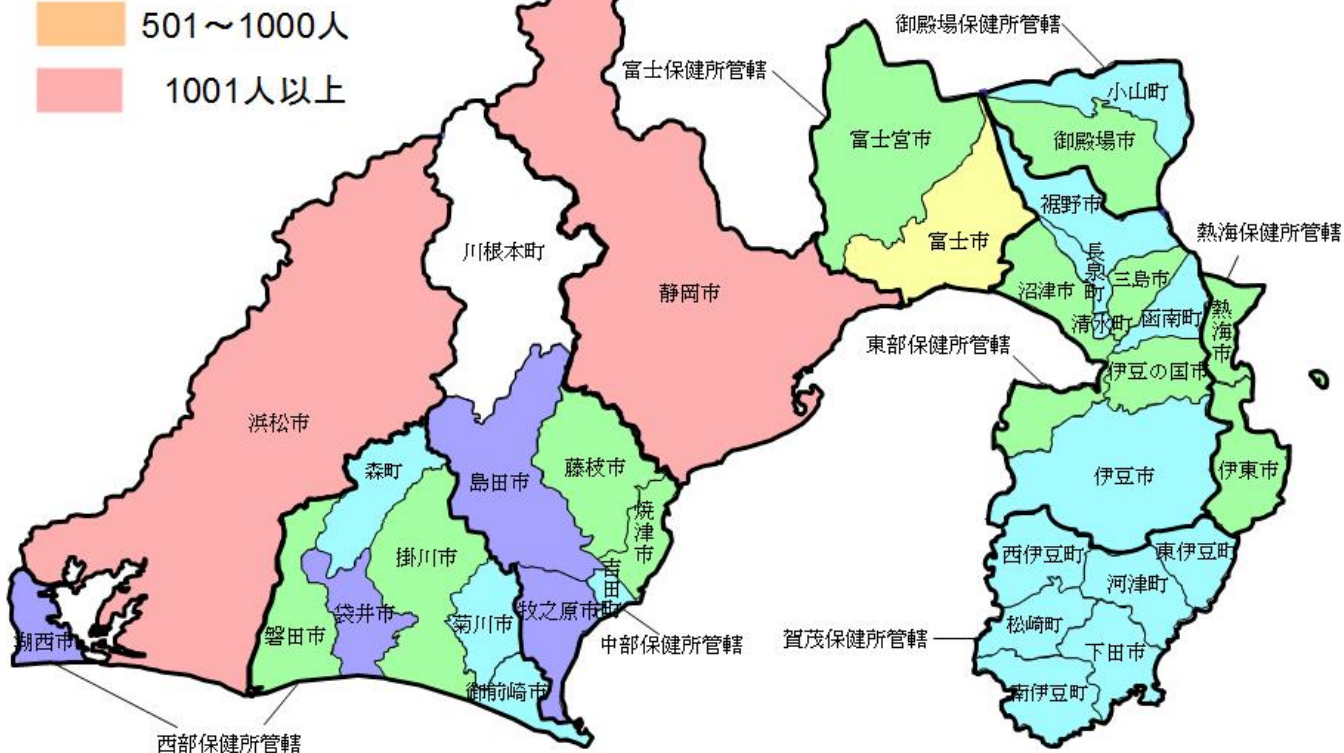 501～1000人
1001人以上
御殿場保健所管轄
富士保健所管轄
小山町
富士宮市
御殿場市
裾野市
熱海保健所管轄
川根本町
富士市
長泉町
三島市
静岡市
沼津市
清水町
函南町
熱海市
東部保健所管轄
伊豆の国市
浜松市
森町
島田市
藤枝市
伊豆市
伊東市
焼津市
掛川市
西伊豆町
東伊豆町
河津町
吉田町
袋井市
牧之原市
菊川市
磐田市
湖西市
松崎町
賀茂保健所管轄
中部保健所管轄
下田市
御前崎市
南伊豆町
西部保健所管轄